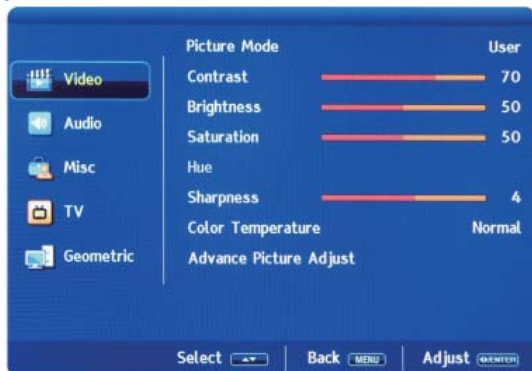 Video
Audio
Misc
TV
Geometric
Picture Mode User
Contrast 70
Brightness 50
Saturation 50
Hue
Sharpness 4
Color Temperature Normal
Advance Picture Adjust
Select Back MENU Adjust ENTER